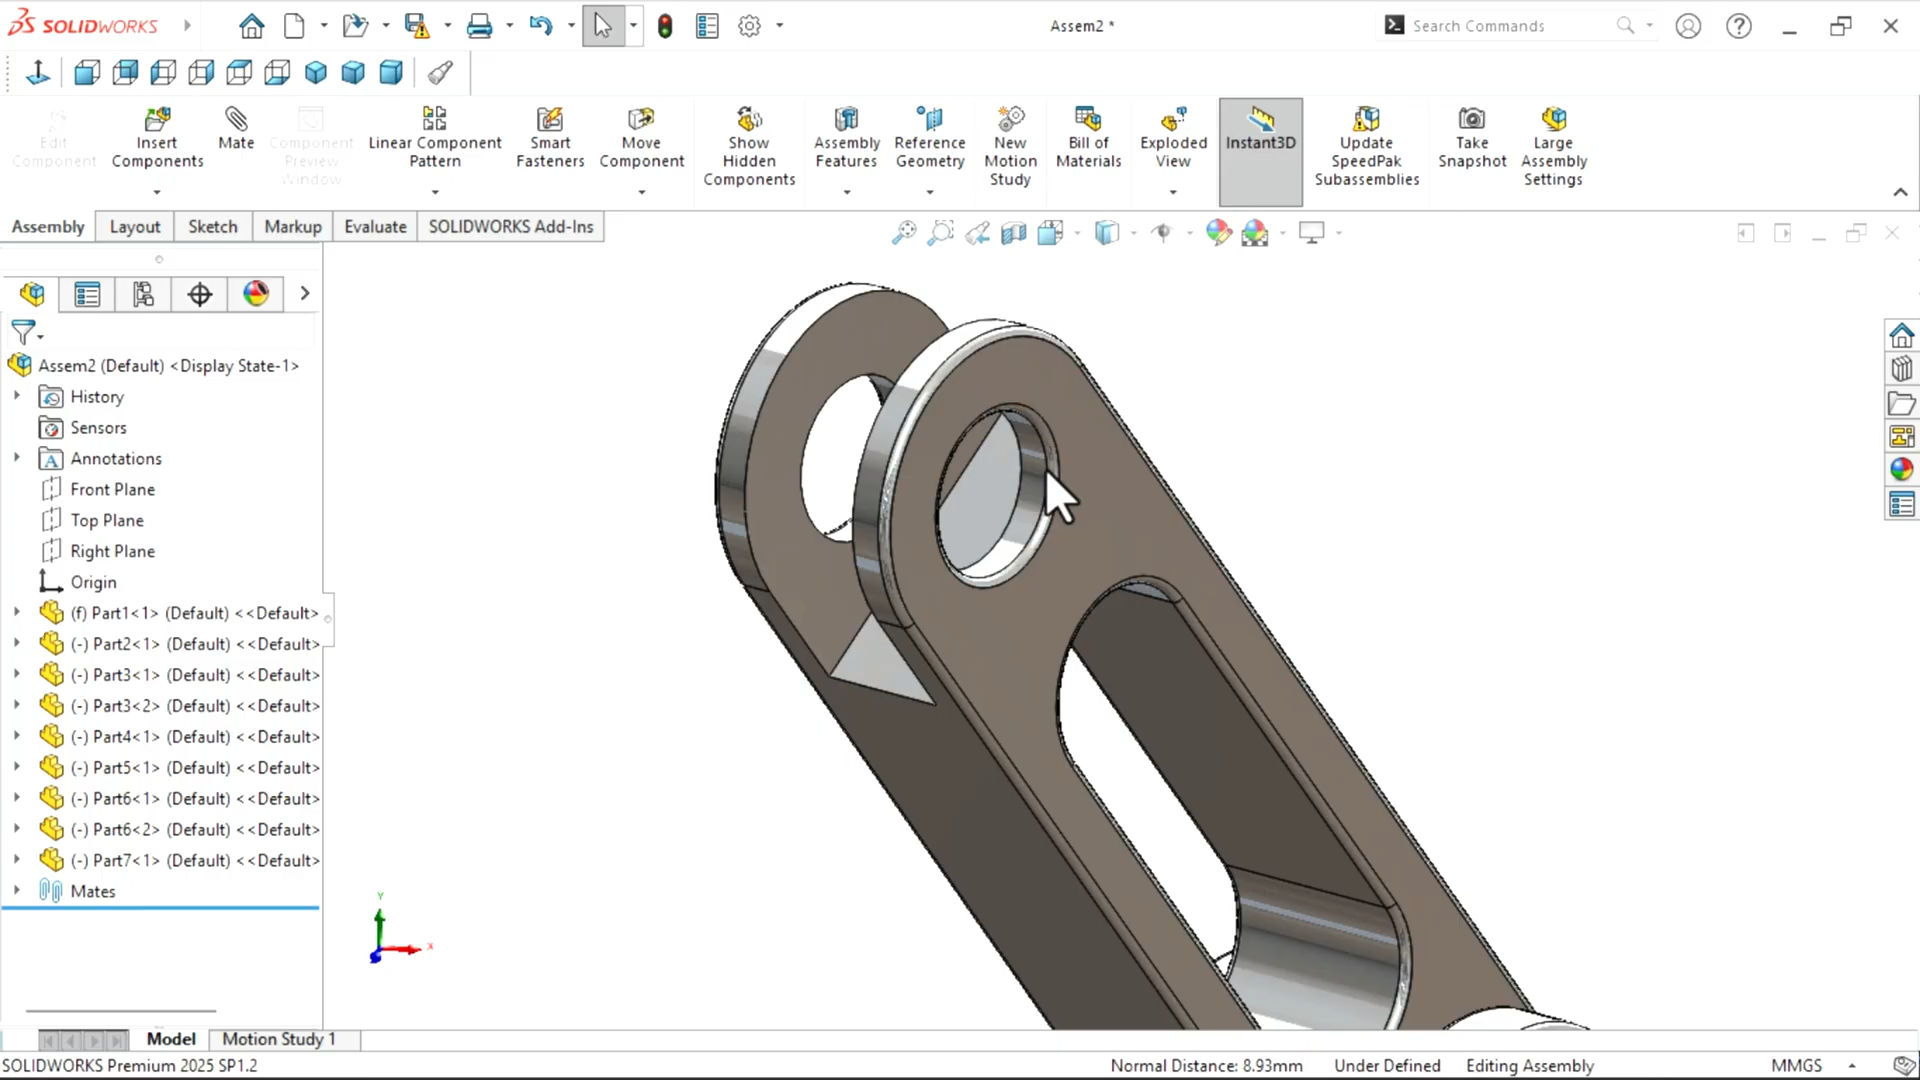 SOLIDWORKS
Assem2 *
Search Commands
Edit Component
Insert Components
Mate
Component Preview Window
Linear Component Pattern
Smart Fasteners
Move Component
Show Hidden Components
Assembly Features
Reference Geometry
New Motion Study
Bill of Materials
Exploded View
Instant3D
Update SpeedPak Subassemblies
Take Snapshot
Large Assembly Settings
Assembly
Layout
Sketch
Markup
Evaluate
SOLIDWORKS Add-Ins
Assem2 (Default) <Display State-1>
History
Sensors
Annotations
Front Plane
Top Plane
Right Plane
Origin
(f) Part1<1> (Default) <<Default>
(-) Part2<1> (Default) <<Default>
(-) Part3<1> (Default) <<Default>
(-) Part3<2> (Default) <<Default>
(-) Part4<1> (Default) <<Default>
(-) Part5<1> (Default) <<Default>
(-) Part6<1> (Default) <<Default>
(-) Part6<2> (Default) <<Default>
(-) Part7<1> (Default) <<Default>
Mates
Y
X
Model
Motion Study 1
SOLIDWORKS Premium 2025 SP1.2
Normal Distance: 8.93mm
Under Defined
Editing Assembly
MMGS